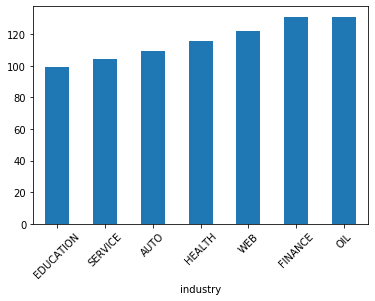 120
100
80
60
40
20
0
EDUCATION
SERVICE
AUTO
HEALTH
WEB
FINANCE
OIL
industry